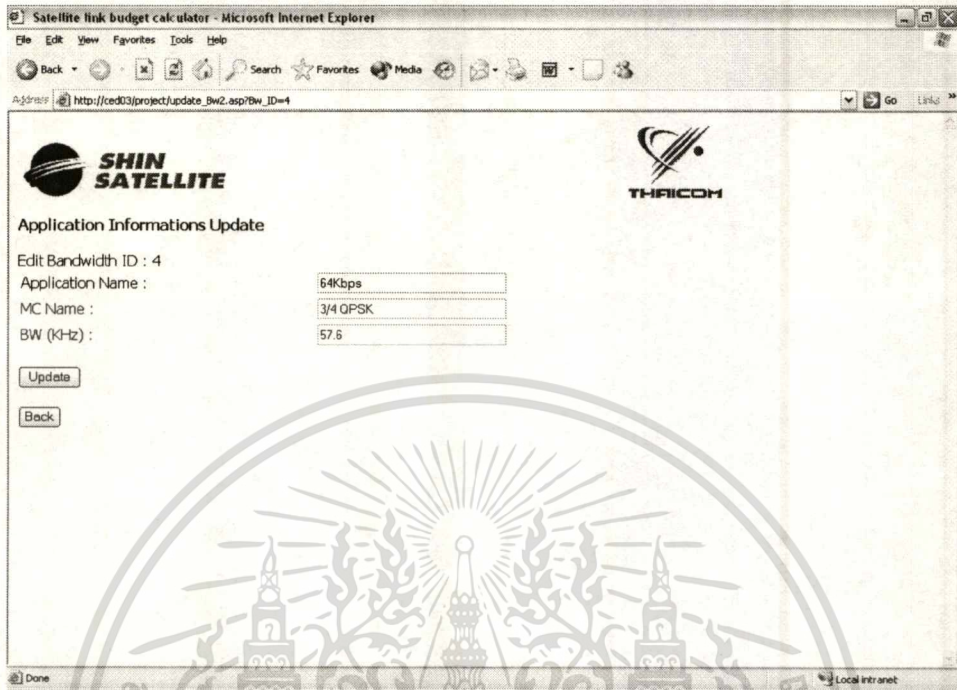 Satellite link budget calculator - Microsoft Internet Explorer
File Edit View Favorites Tools Help
Back Search Favorites Media
Address http://ced03/project/update_Bw2.asp?Bw_ID=4 Go Links »
SHIN
SATELLITE
THAICOM
Application Informations Update
Edit Bandwidth ID : 4
Application Name : 64Kbps
MC Name : 3/4 QPSK
BW (KHz) : 57.6
Update
Back
Done Local intranet